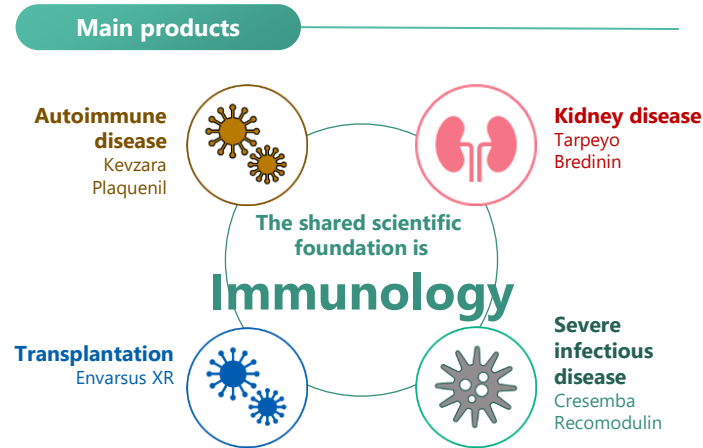 Main products
Autoimmune
disease
Kevzara
Plaquenil
Kidney disease
Tarpeyo
Bredinin
The shared scientific
foundation is
Immunology
Transplantation
Envarsus XR
Severe
infectious
disease
Cresemba
Recomodulin